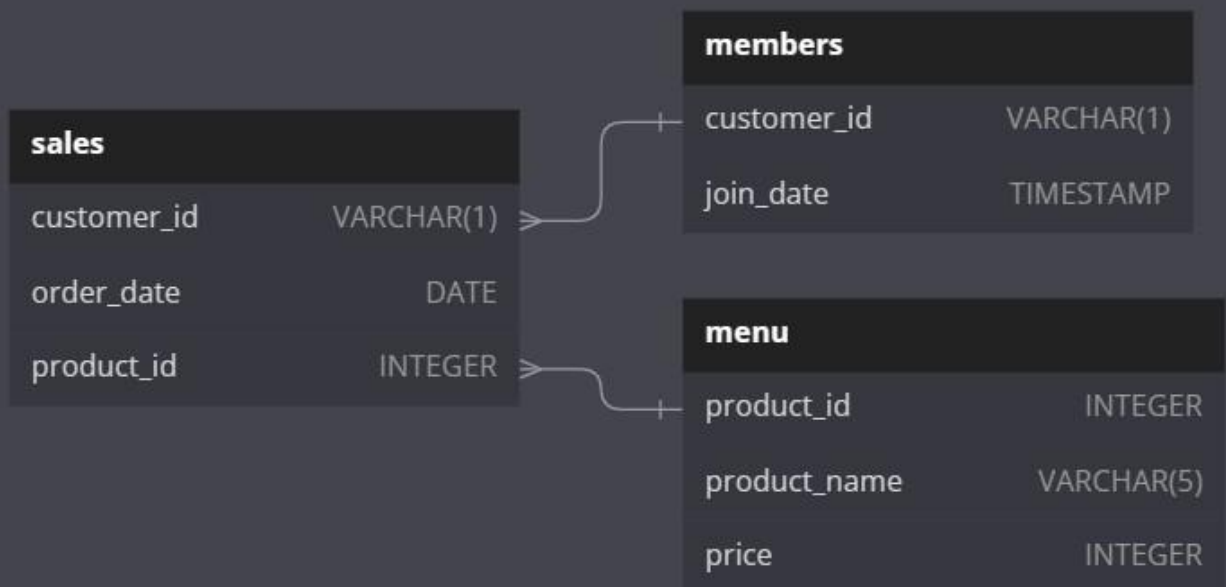 sales
customer_id VARCHAR(1)
order_date DATE
product_id INTEGER
members
customer_id VARCHAR(1)
join_date TIMESTAMP
menu
product_id INTEGER
product_name VARCHAR(5)
price INTEGER